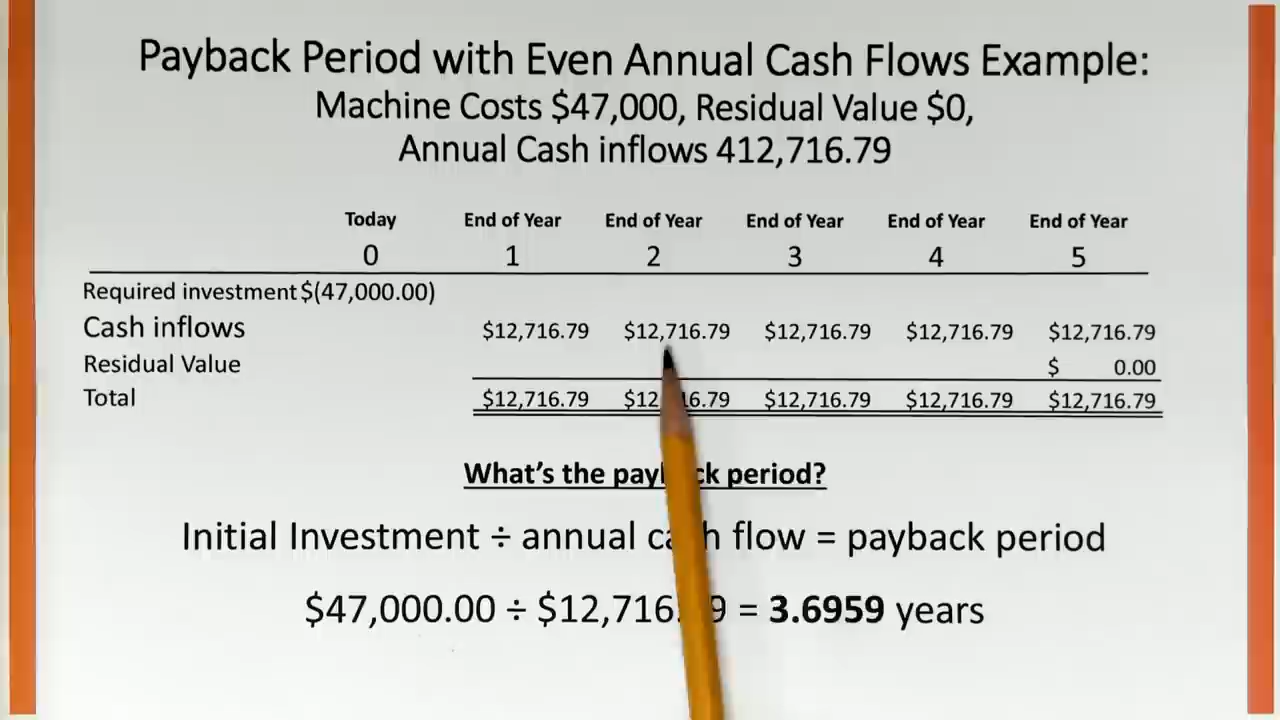 Payback Period with Even Annual Cash Flows Example:
Machine Costs $47,000, Residual Value $0,
Annual Cash inflows 412,716.79
Today End of Year End of Year End of Year End of Year End of Year
0 1 2 3 4 5
Required investment $(47,000.00)
Cash inflows $12,716.79 $12,716.79 $12,716.79 $12,716.79 $12,716.79
Residual Value $ 0.00
Total $12,716.79 $12 16.79 $12,716.79 $12,716.79 $12,716.79
What's the payback period?
Initial Investment ÷ annual cash flow = payback period
$47,000.00 ÷ $12,716. 9 = 3.6959 years